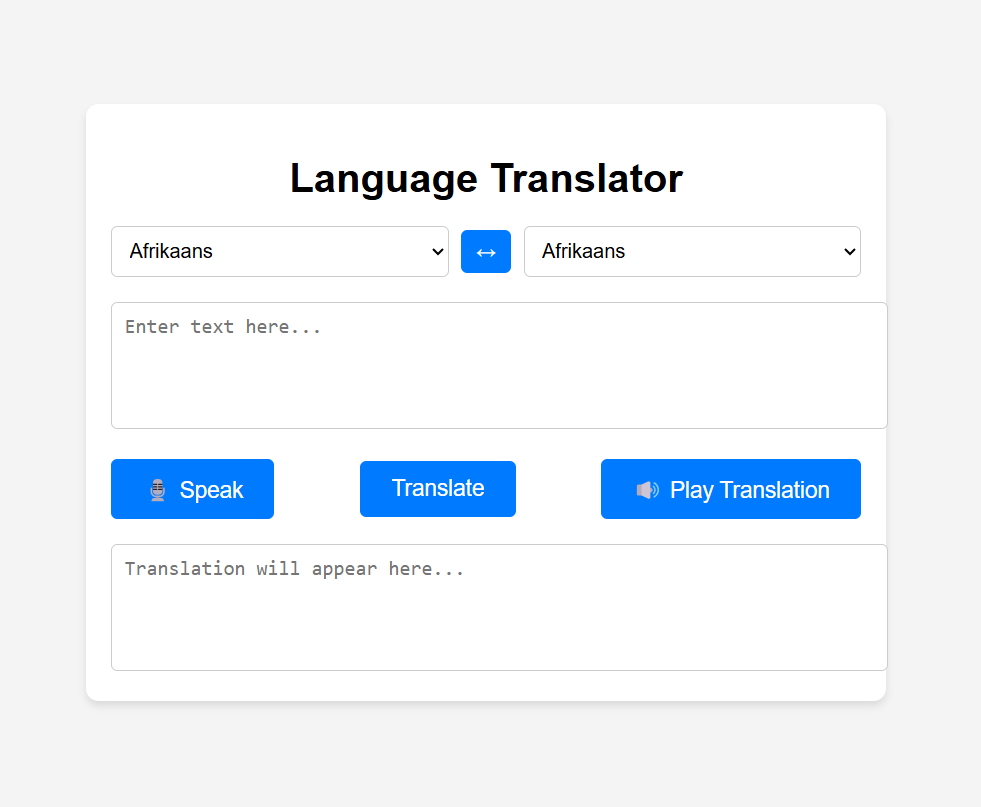 Language Translator
Afrikaans ↔ Afrikaans
Enter text here...
🎙️ Speak Translate 🔊 Play Translation
Translation will appear here...